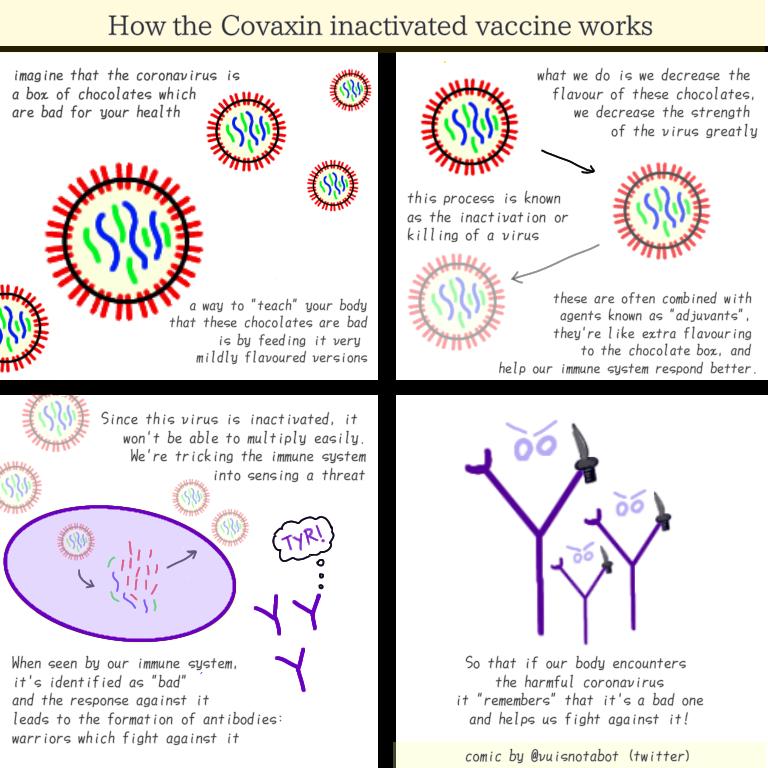 How the Covaxin inactivated vaccine works
imagine that the coronavirus is
a box of chocolates which
are bad for your health
a way to "teach" your body
that these chocolates are bad
is by feeding it very
mildly flavoured versions
what we do is we decrease the
flavour of these chocolates,
we decrease the strength
of the virus greatly
this process is known
as the inactivation or
killing of a virus
these are often combined with
agents known as "adjuvants",
they're like extra flavouring
to the chocolate box, and
help our immune system respond better.
Since this virus is inactivated, it
won't be able to multiply easily.
We're tricking the immune system
into sensing a threat
TYR!
When seen by our immune system,
it's identified as "bad"
and the response against it
leads to the formation of antibodies:
warriors which fight against it
So that if our body encounters
the harmful coronavirus
it "remembers" that it's a bad one
and helps us fight against it!
comic by @vuisnotabot (twitter)